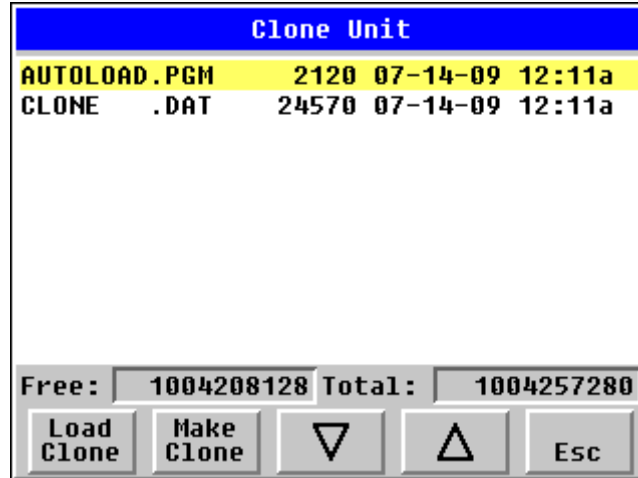 Clone Unit
AUTOLOAD.PGM 2120 07-14-09 12:11a
CLONE .DAT 24570 07-14-09 12:11a
Free: 1004208128 Total: 1004257280
Load Clone Make Clone Esc